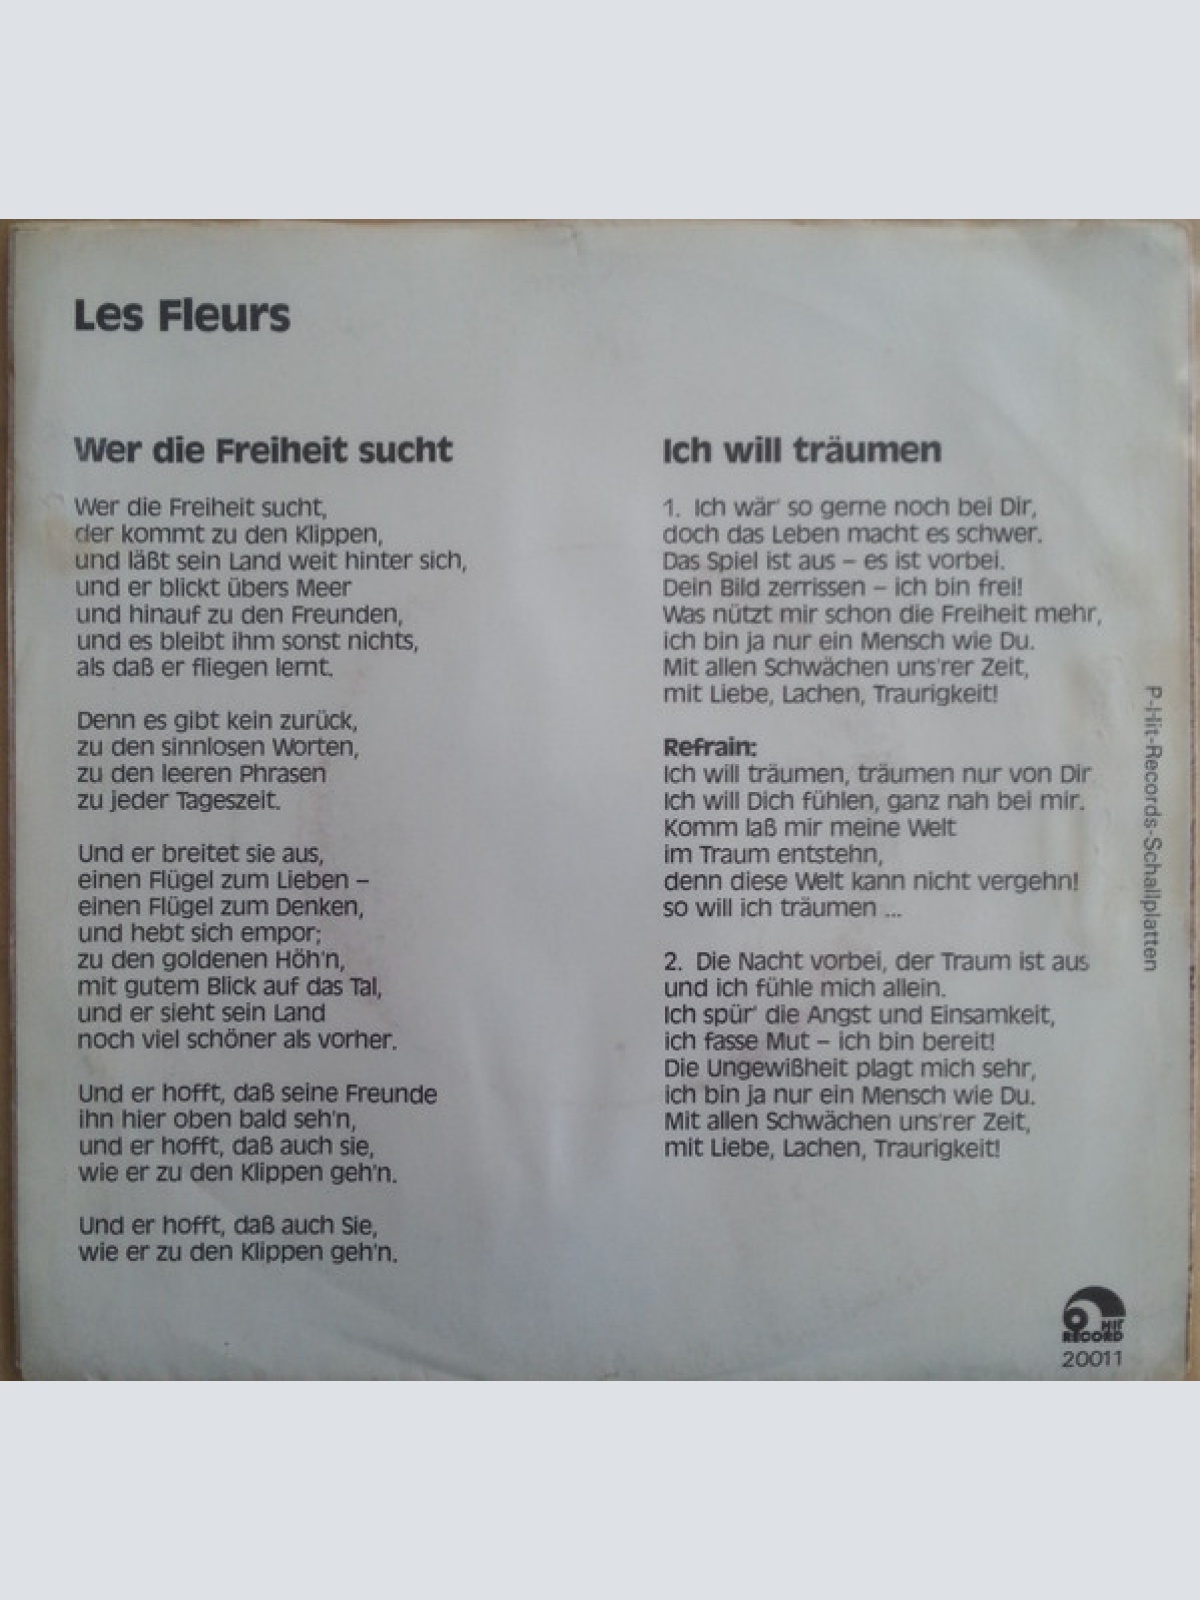 Les Fleurs
Wer die Freiheit sucht
Wer die Freiheit sucht,
der kommt zu den Klippen,
und läßt sein Land weit hinter sich,
und er blickt übers Meer
und hinauf zu den Freunden,
und es bleibt ihm sonst nichts,
als daß er fliegen lernt.
Denn es gibt kein zurück,
zu den sinnlosen Worten,
zu den leeren Phrasen
zu jeder Tageszeit.
Und er breitet sie aus,
einen Flügel zum Lieben –
einen Flügel zum Denken,
und hebt sich empor;
zu den goldenen Höh'n,
mit gutem Blick auf das Tal,
und er sieht sein Land
noch viel schöner als vorher.
Und er hofft, daß seine Freunde
ihn hier oben bald seh'n,
und er hofft, daß auch sie,
wie er zu den Klippen geh'n.
Und er hofft, daß auch Sie,
wie er zu den Klippen geh'n.
Ich will träumen
1. Ich wär' so gerne noch bei Dir,
doch das Leben macht es schwer.
Das Spiel ist aus – es ist vorbei.
Dein Bild zerrissen – ich bin frei!
Was nützt mir schon die Freiheit mehr,
ich bin ja nur ein Mensch wie Du.
Mit allen Schwächen uns'rer Zeit,
mit Liebe, Lachen, Traurigkeit!
Refrain:
Ich will träumen, träumen nur von Dir
Ich will Dich fühlen, ganz nah bei mir.
Komm laß mir meine Welt
im Traum entstehn,
denn diese Welt kann nicht vergehn!
so will ich träumen ...
2. Die Nacht vorbei, der Traum ist aus
und ich fühle mich allein.
Ich spür' die Angst und Einsamkeit,
ich fasse Mut – ich bin bereit!
Die Ungewißheit plagt mich sehr,
ich bin ja nur ein Mensch wie Du.
Mit allen Schwächen uns'rer Zeit,
mit Liebe, Lachen, Traurigkeit!
P-Hit-Records-Schallplatten
HIT
RECORD
20011